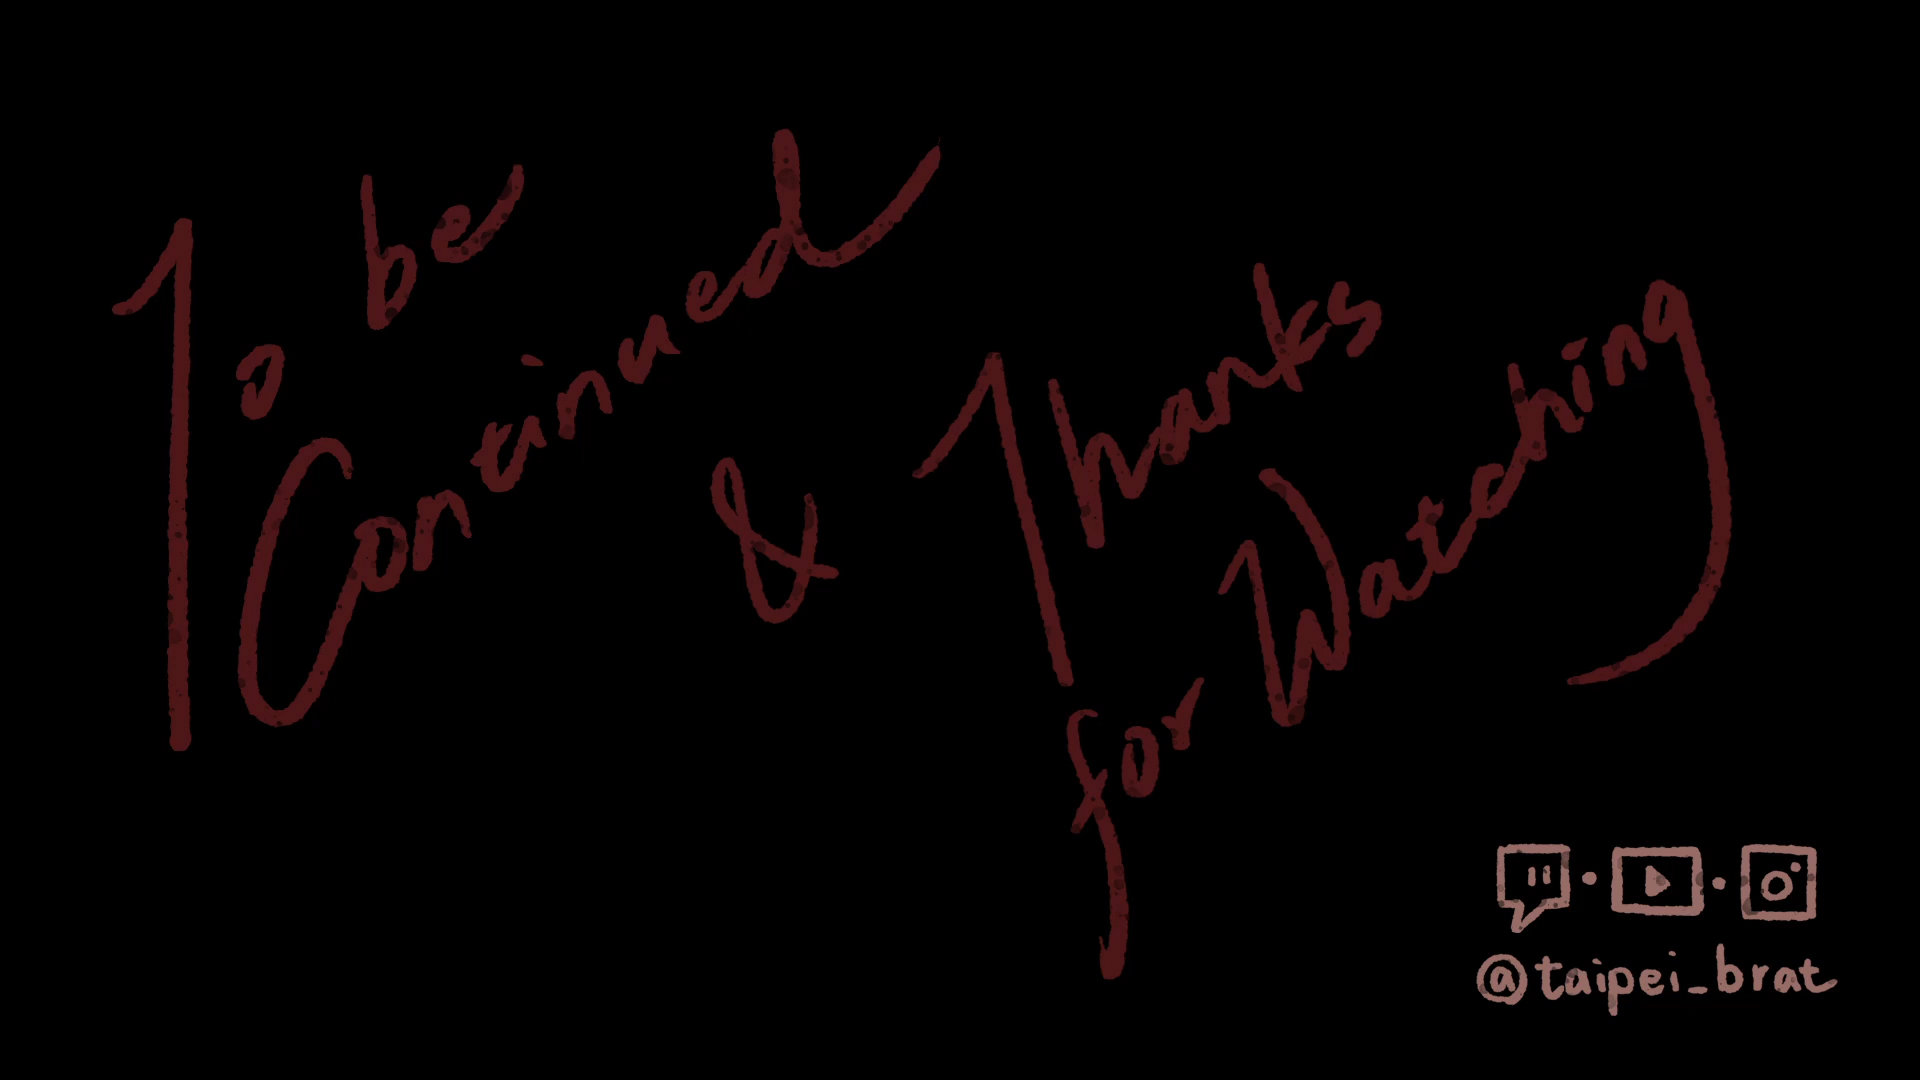 To be
Continued
&
Thanks
for Watching
@taipei_brat